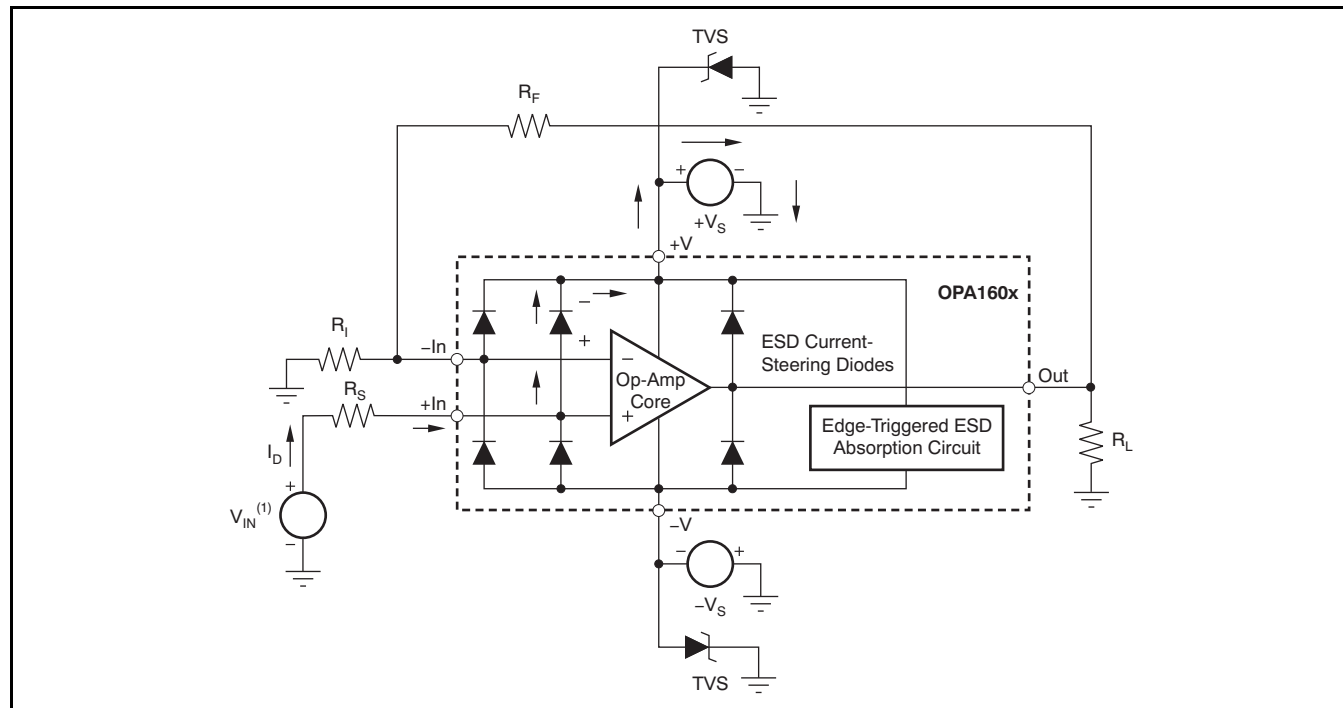 TVS
R_F
+ −
+V_S
+V
OPA160x
−
+
R_I
−In
ESD Current-
Steering Diodes
−
Op-Amp
Core
+
Out
R_S
+In
Edge-Triggered ESD
Absorption Circuit
R_L
I_D
+
V_IN^(1)
−
−V
− +
−V_S
TVS